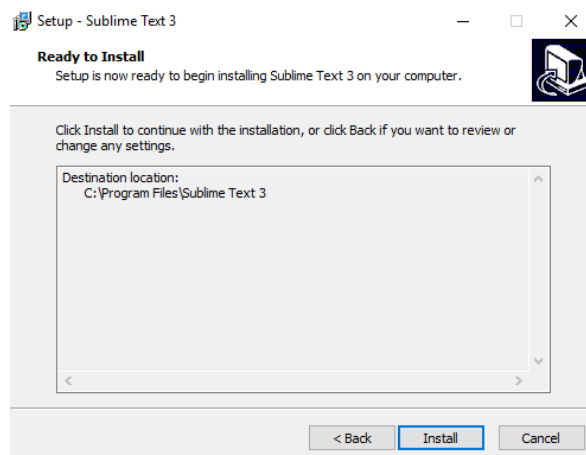 Setup - Sublime Text 3
Ready to Install
Setup is now ready to begin installing Sublime Text 3 on your computer.
Click Install to continue with the installation, or click Back if you want to review or
change any settings.
Destination location:
C:\Program Files\Sublime Text 3
< Back
Install
Cancel